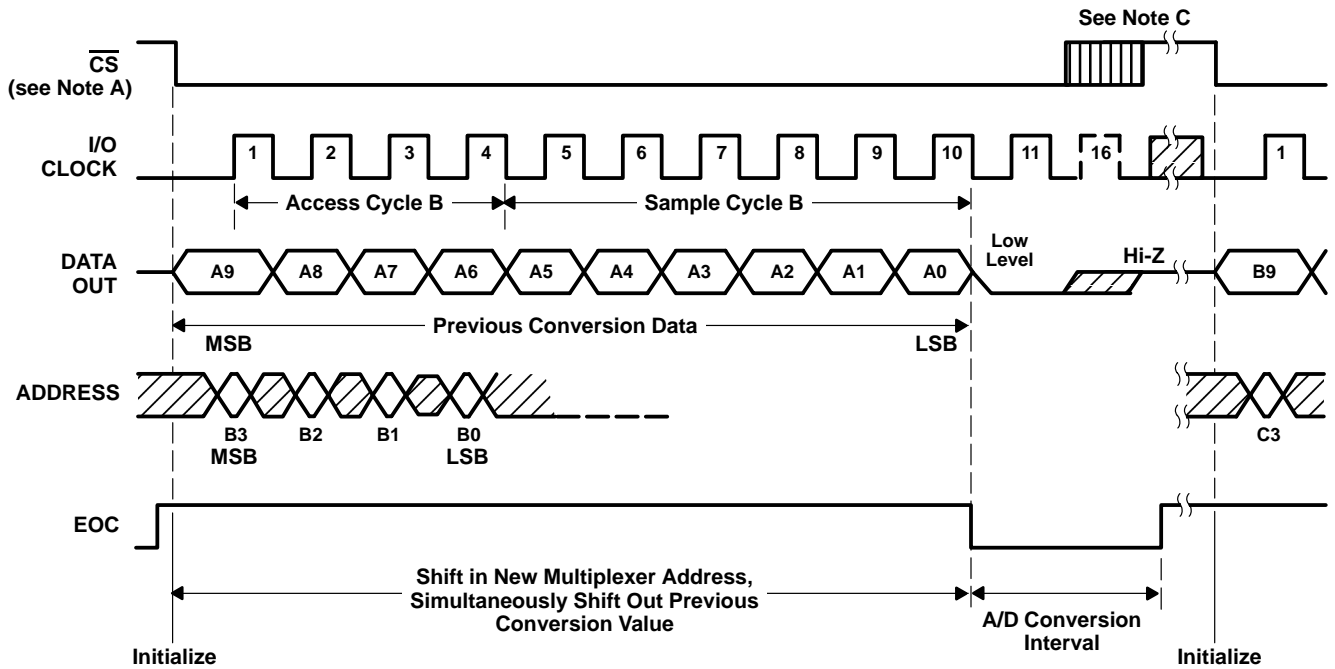 See Note C
CS
(see Note A)
I/O
CLOCK
1 2 3 4 5 6 7 8 9 10 11 16 1
Access Cycle B Sample Cycle B
DATA
OUT
A9 A8 A7 A6 A5 A4 A3 A2 A1 A0 Low
Level Hi-Z B9
Previous Conversion Data
MSB LSB
ADDRESS
B3 B2 B1 B0 C3
MSB LSB
EOC
Shift in New Multiplexer Address,
Simultaneously Shift Out Previous
Conversion Value
A/D Conversion
Interval
Initialize Initialize